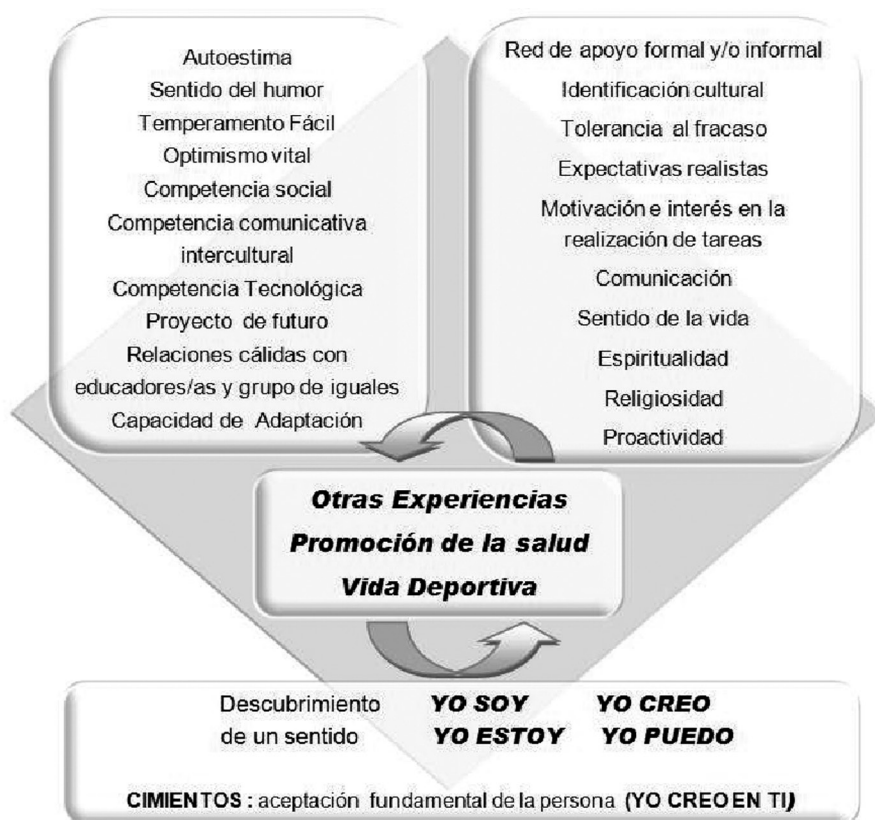 Autoestima
Sentido del humor
Temperamento Fácil
Optimismo vital
Competencia social
Competencia comunicativa
intercultural
Competencia Tecnológica
Proyecto de futuro
Relaciones cálidas con
educadores/as y grupo de iguales
Capacidad de Adaptación
Red de apoyo formal y/o informal
Identificación cultural
Tolerancia al fracaso
Expectativas realistas
Motivación e interés en la
realización de tareas
Comunicación
Sentido de la vida
Espiritualidad
Religiosidad
Proactividad
Otras Experiencias
Promoción de la salud
Vida Deportiva
Descubrimiento YO SOY YO CREO
de un sentido YO ESTOY YO PUEDO
CIMIENTOS : aceptación fundamental de la persona (YO CREO EN TI)